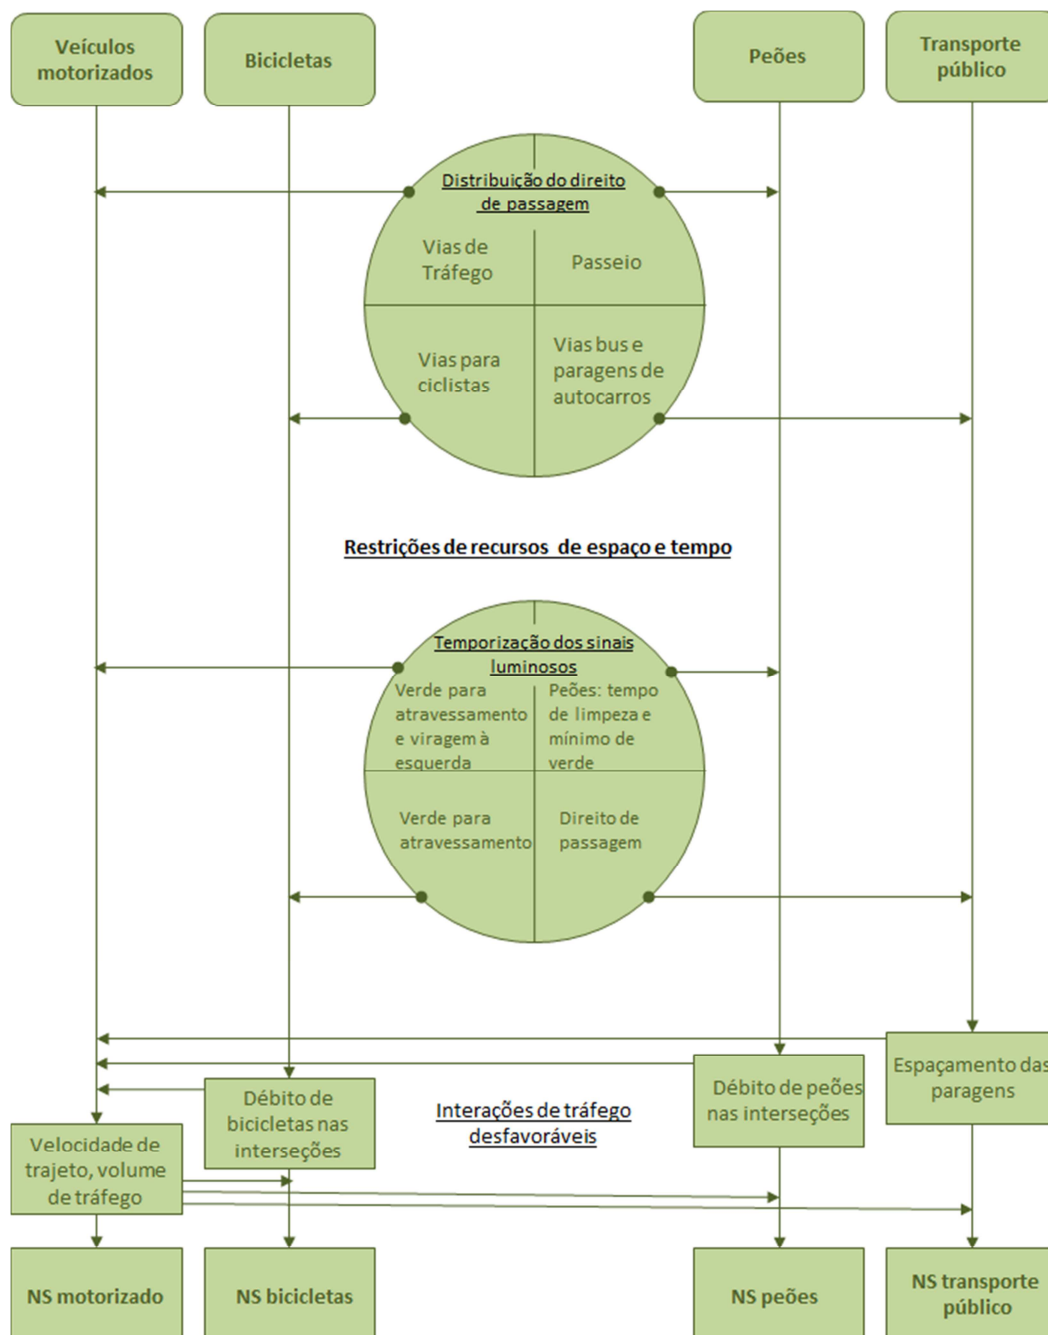 Veículos
motorizados
Bicicletas
Peões
Transporte
público
Distribuição do direito
de passagem
Vias de
Tráfego
Passeio
Vias para
ciclistas
Vias bus e
paragens de
autocarros
Restrições de recursos de espaço e tempo
Temporização dos sinais
luminosos
Verde para
atravessamento
e viragem à
esquerda
Peões: tempo
de limpeza e
mínimo de
verde
Verde para
atravessamento
Direito de
passagem
Espaçamento das
paragens
Débito de peões
nas interseções
Débito de
bicicletas nas
interseções
Interações de tráfego
desfavoráveis
Velocidade de
trajeto, volume
de tráfego
NS motorizado
NS bicicletas
NS peões
NS transporte
público